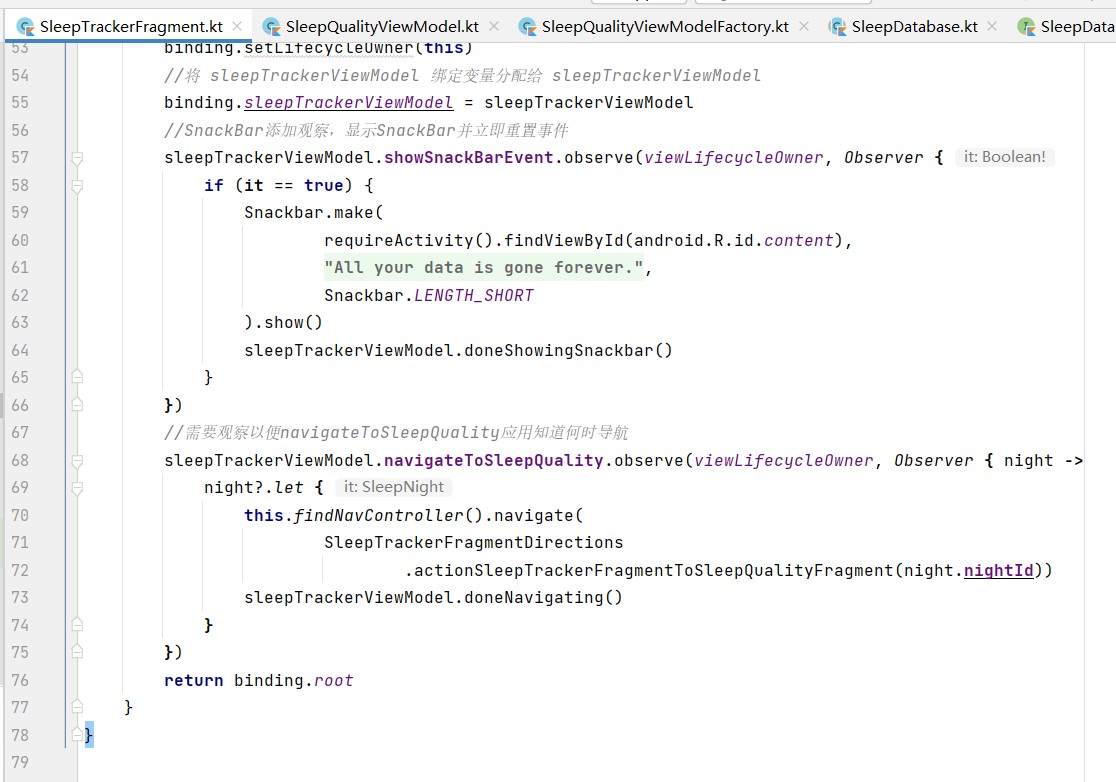 SleepTrackerFragment.kt × SleepQualityViewModel.kt × SleepQualityViewModelFactory.kt × SleepDatabase.kt × SleepData
53 binding.setLifecycleOwner(this)
54 //将 sleepTrackerViewModel 绑定变量分配给 sleepTrackerViewModel
55 binding.sleepTrackerViewModel = sleepTrackerViewModel
56 //SnackBar添加观察，显示SnackBar并立即重置事件
57 sleepTrackerViewModel.showSnackBarEvent.observe(viewLifecycleOwner, Observer { it: Boolean!
58 if (it == true) {
59 Snackbar.make(
60 requireActivity().findViewById(android.R.id.content),
61 "All your data is gone forever.",
62 Snackbar.LENGTH_SHORT
63 ).show()
64 sleepTrackerViewModel.doneShowingSnackbar()
65 }
66 })
67 //需要观察以便navigateToSleepQuality应用知道何时导航
68 sleepTrackerViewModel.navigateToSleepQuality.observe(viewLifecycleOwner, Observer { night ->
69 night?.let { it: SleepNight
70 this.findNavController().navigate(
71 SleepTrackerFragmentDirections
72 .actionSleepTrackerFragmentToSleepQualityFragment(night.nightId))
73 sleepTrackerViewModel.doneNavigating()
74 }
75 })
76 return binding.root
77 }
78 }
79